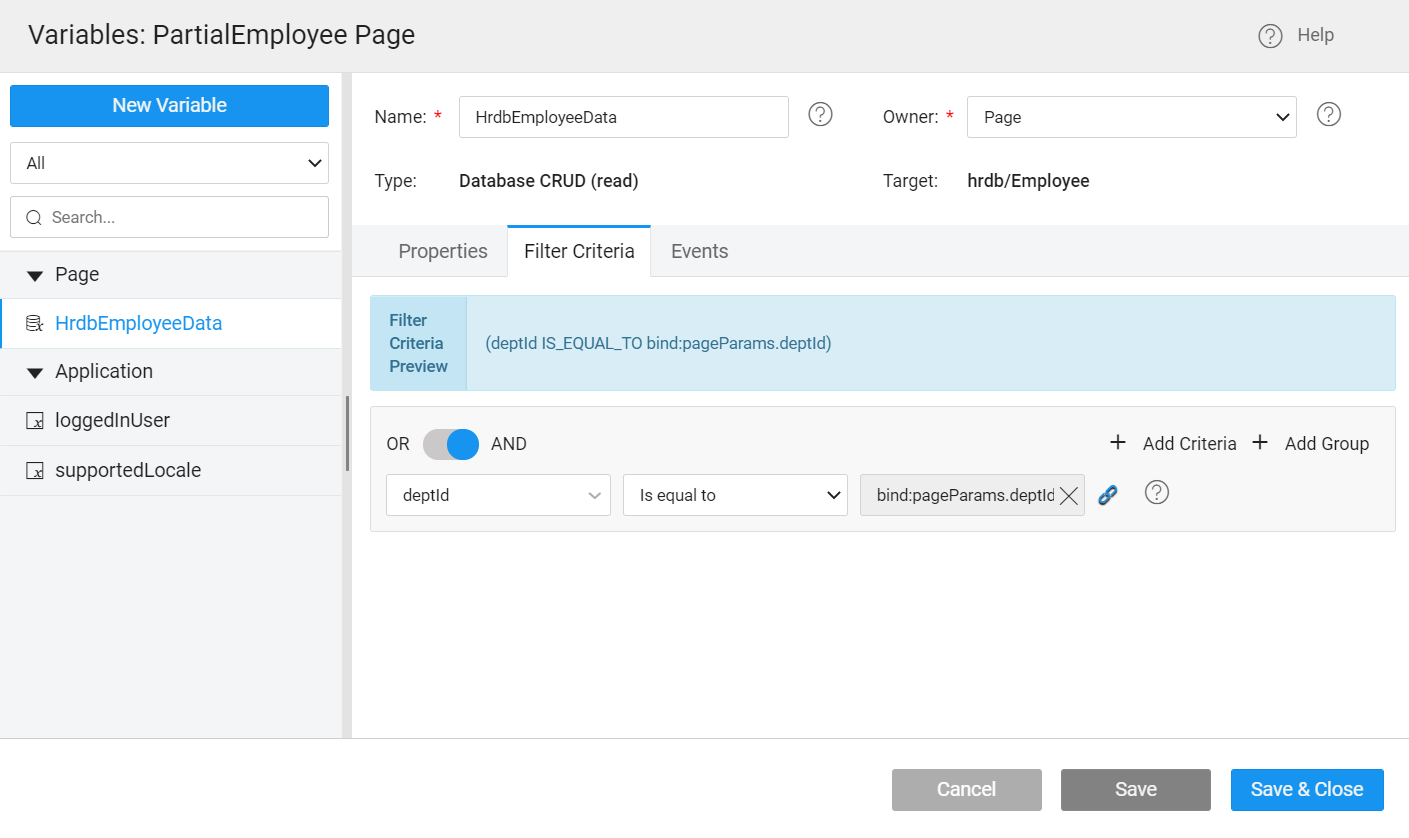 Variables: PartialEmployee Page
Help
New Variable
All
Search...
Page
HrdbEmployeeData
Application
loggedInUser
supportedLocale
Name: *
HrdbEmployeeData
Owner: *
Page
Type:
Database CRUD (read)
Target:
hrdb/Employee
Properties
Filter Criteria
Events
Filter
Criteria
Preview
(deptId IS_EQUAL_TO bind:pageParams.deptId)
OR
AND
+ Add Criteria
+ Add Group
deptId
Is equal to
bind:pageParams.deptId
Cancel
Save
Save & Close